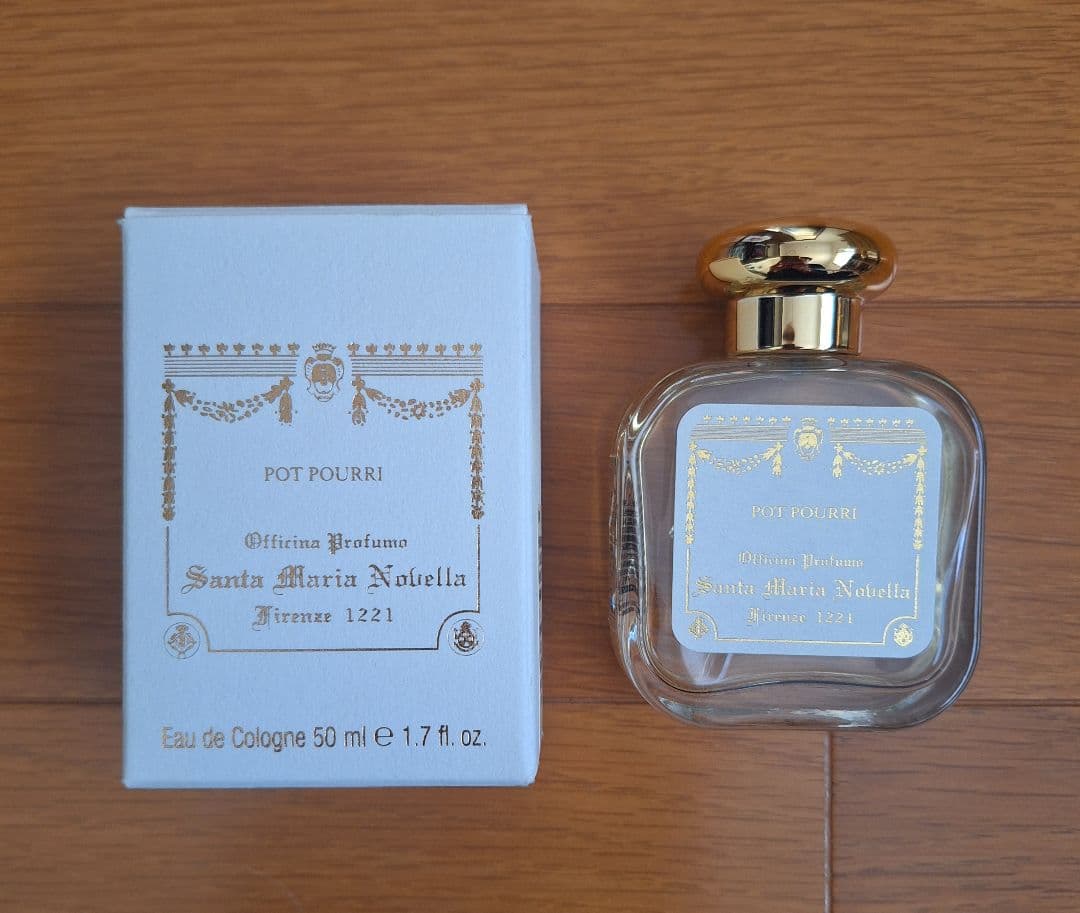 POT POURRI
Officina Profumo
Santa Maria Novella
Firenze 1221
Eau de Cologne 50 ml ℮ 1.7 fl. oz.
POT POURRI
Officina Profumo
Santa Maria Novella
Firenze 1221